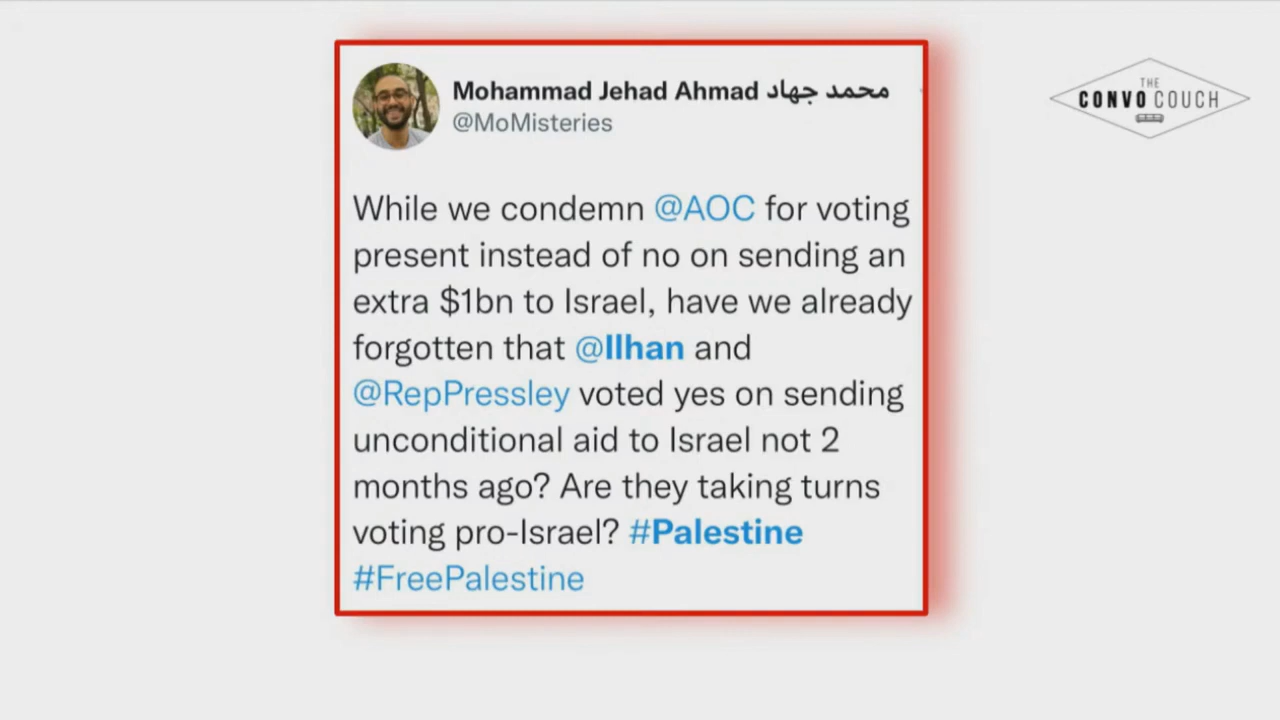 Mohammad Jehad Ahmad محمد جهاد
@MoMisteries
While we condemn @AOC for voting
present instead of no on sending an
extra $1bn to Israel, have we already
forgotten that @Ilhan and
@RepPressley voted yes on sending
unconditional aid to Israel not 2
months ago? Are they taking turns
voting pro-Israel? #Palestine
#FreePalestine
THE
CONVO COUCH